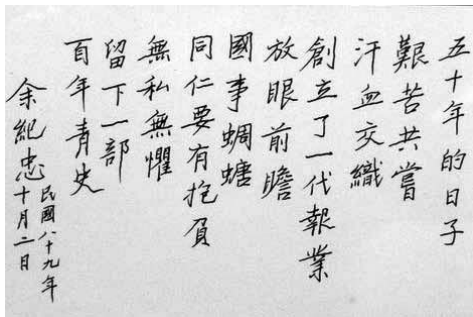 五十年的日子
艱苦共嘗
汗血交織
創立了一代報業
放眼前瞻
國事蜩螗
同仁要有抱負
無私無懼
留下一部
百年青史
余紀忠
民國八十九年
十月二日